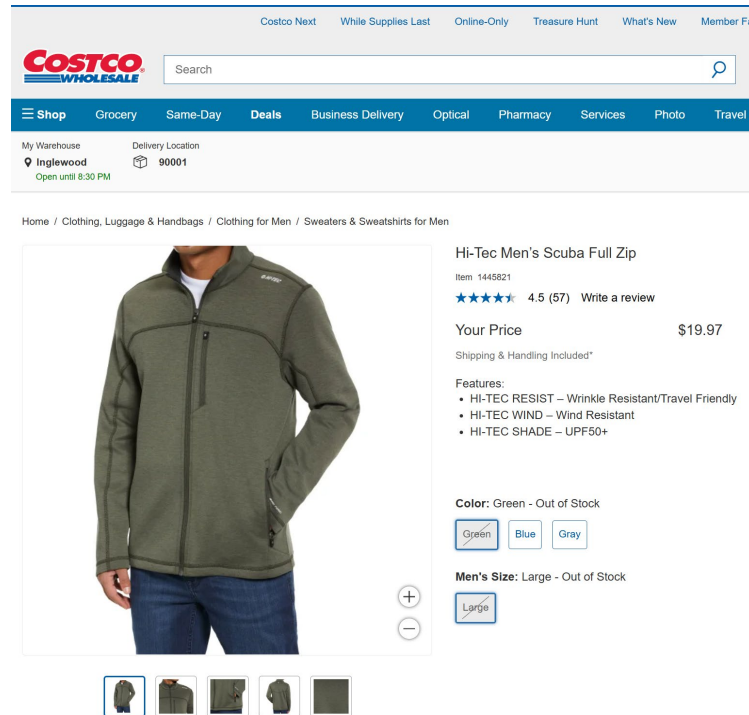 Costco Next While Supplies Last Online-Only Treasure Hunt What's New Member Fa
COSTCO
WHOLESALE
Search
Shop Grocery Same-Day Deals Business Delivery Optical Pharmacy Services Photo Travel
My Warehouse Delivery Location
Inglewood 90001
Open until 8:30 PM
Home / Clothing, Luggage & Handbags / Clothing for Men / Sweaters & Sweatshirts for Men
Hi-Tec Men's Scuba Full Zip
Item 1445821
4.5 (57) Write a review
Your Price $19.97
Shipping & Handling Included*
Features:
• HI-TEC RESIST – Wrinkle Resistant/Travel Friendly
• HI-TEC WIND – Wind Resistant
• HI-TEC SHADE – UPF50+
Color: Green - Out of Stock
Green Blue Gray
Men's Size: Large - Out of Stock
Large
HI-TEC